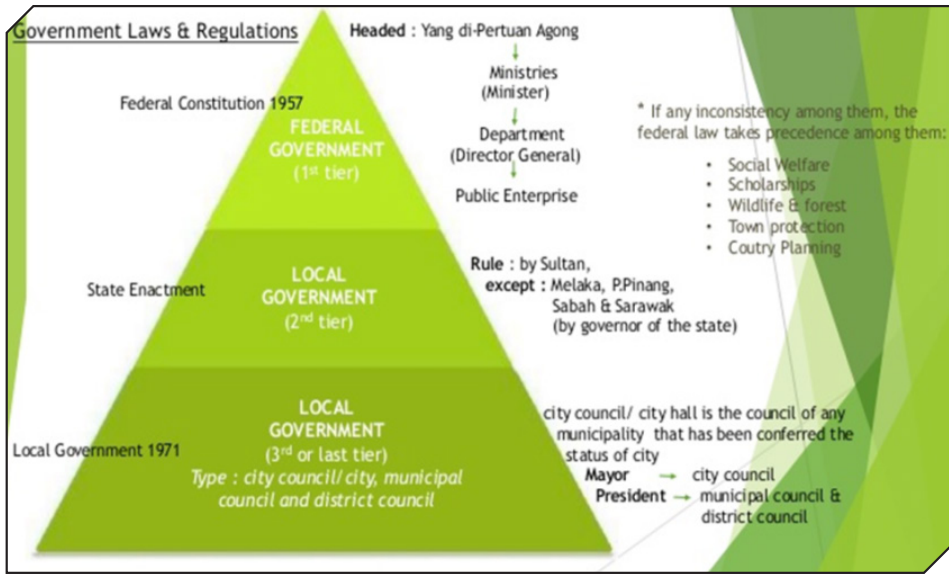 Government Laws & Regulations
Headed : Yang di-Pertuan Agong
Ministries
(Minister)
Department
(Director General)
Public Enterprise
Federal Constitution 1957
FEDERAL
GOVERNMENT
(1st tier)
* If any inconsistency among them, the
federal law takes precedence among them:
• Social Welfare
• Scholarships
• Wildlife & forest
• Town protection
• Coutry Planning
State Enactment
LOCAL
GOVERNMENT
(2nd tier)
Rule : by Sultan,
except : Melaka, P.Pinang,
Sabah & Sarawak
(by governor of the state)
Local Government 1971
LOCAL
GOVERNMENT
(3rd or last tier)
Type : city council/city, municipal
council and district council
city council/ city hall is the council of any
municipality that has been conferred the
status of city
Mayor → city council
President → municipal council &
district council